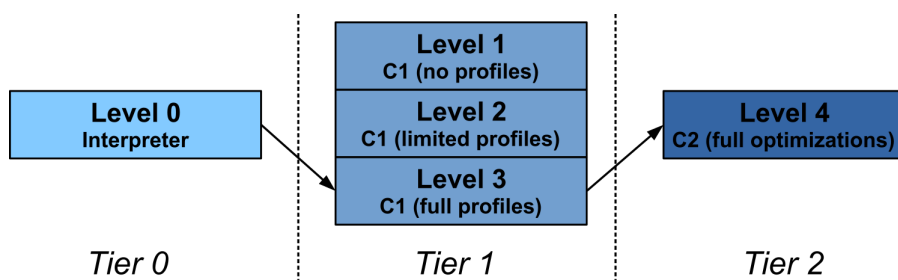 Level 0
Interpreter
Level 1
C1 (no profiles)
Level 2
C1 (limited profiles)
Level 3
C1 (full profiles)
Level 4
C2 (full optimizations)
Tier 0
Tier 1
Tier 2